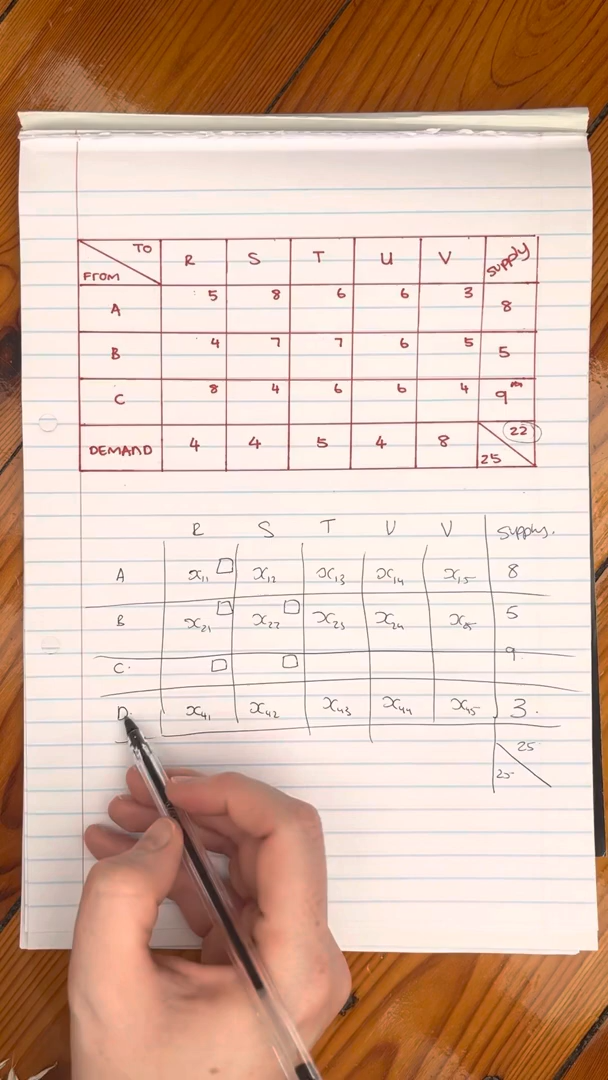 TO
FROM
R S T U V supply
A 5 8 6 6 3 8
B 4 7 7 6 5 5
C 8 4 6 6 4 9
DEMAND 4 4 5 4 8 22
25
R S T U V supply.
A x₁₁ x₁₂ x₁₃ x₁₄ x₁₅ 8
B x₂₁ x₂₂ x₂₃ x₂₄ x₂₅ 5
C. 9
D. x₄₁ x₄₂ x₄₃ x₄₄ x₄₅ 3.
25
25